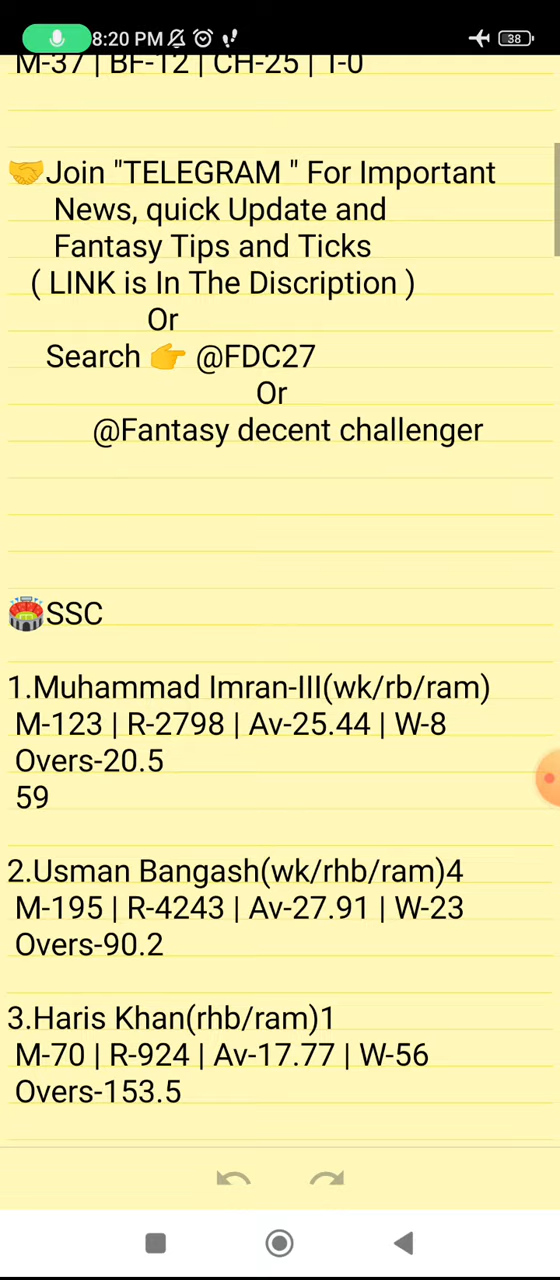 8:20 PM
38
M-37 | BF-12 | CH-25 | T-0
🤝Join "TELEGRAM " For Important
News, quick Update and
Fantasy Tips and Ticks
( LINK is In The Discription )
Or
Search 👉 @FDC27
Or
@Fantasy decent challenger
🏟️SSC
1.Muhammad Imran-III(wk/rb/ram)
M-123 | R-2798 | Av-25.44 | W-8
Overs-20.5
59
2.Usman Bangash(wk/rhb/ram)4
M-195 | R-4243 | Av-27.91 | W-23
Overs-90.2
3.Haris Khan(rhb/ram)1
M-70 | R-924 | Av-17.77 | W-56
Overs-153.5